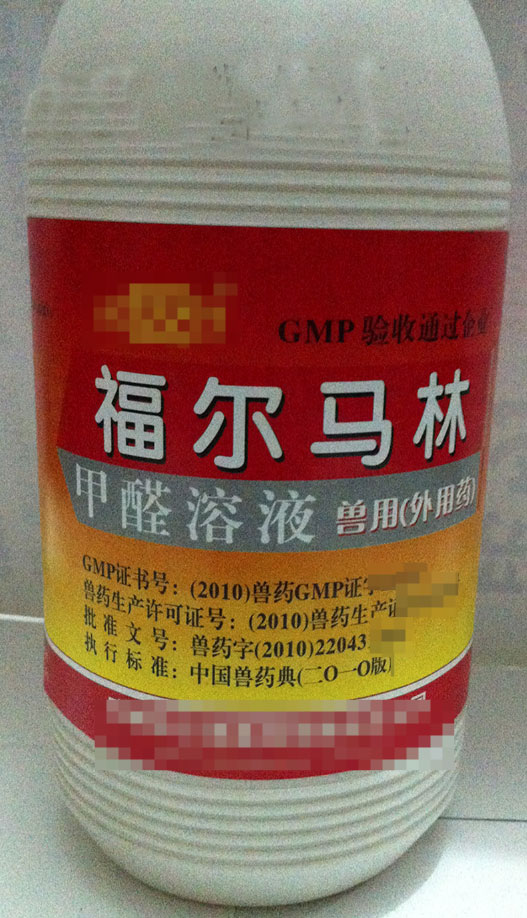 GMP 验收通过企业
福尔马林
甲醛溶液 兽用(外用药)
GMP证书号：(2010)兽药GMP证字
兽药生产许可证号：(2010)兽药生产证
批准文号：兽药字(2010)22043
执行标准：中国兽药典(二O一O版)